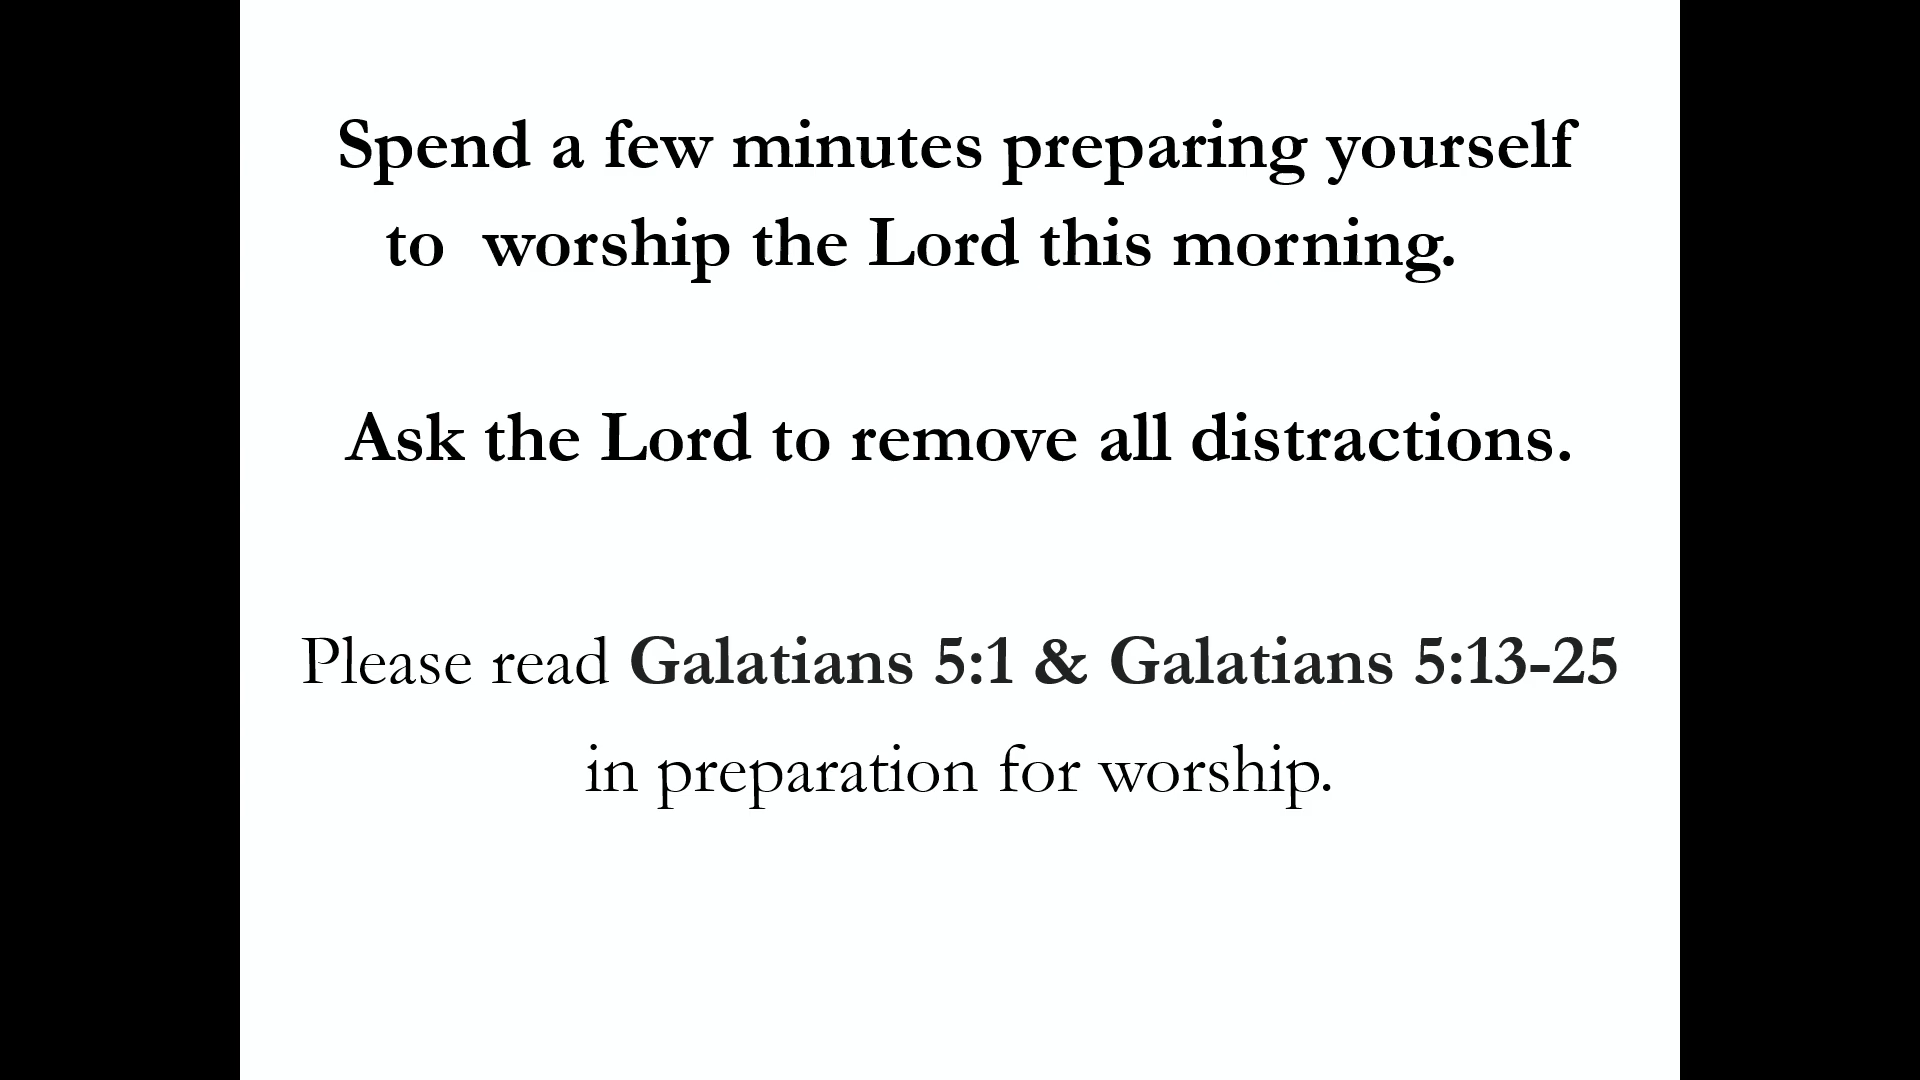 Spend a few minutes preparing yourself
to  worship the Lord this morning.
Ask the Lord to remove all distractions.
Please read Galatians 5:1 & Galatians 5:13-25
in preparation for worship.